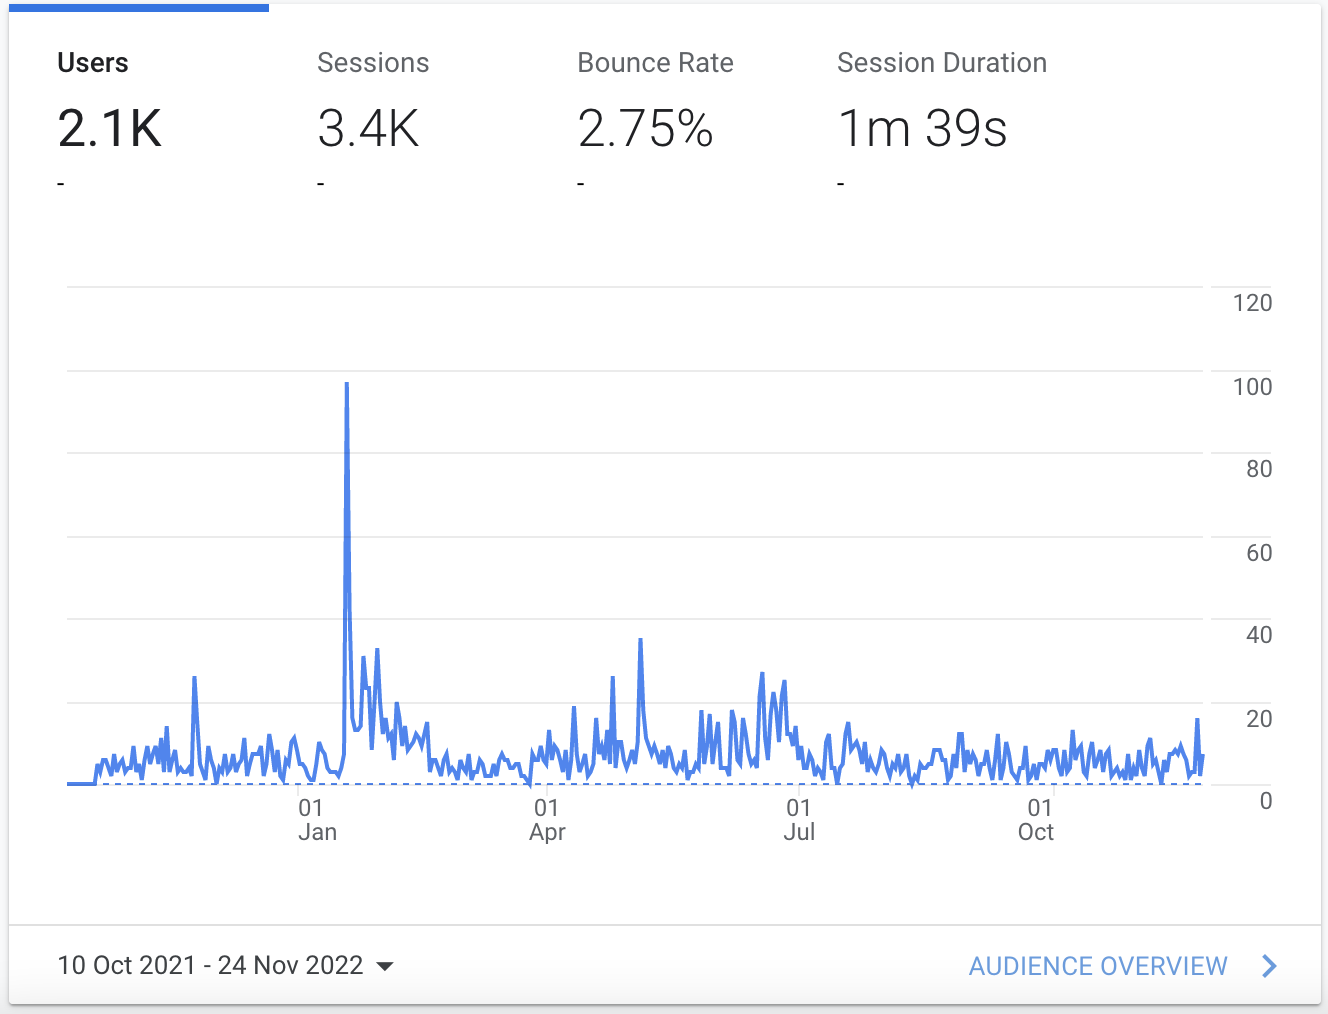 Users Sessions Bounce Rate Session Duration
2.1K 3.4K 2.75% 1m 39s
- - - -
120
100
80
60
40
20
0
01 01 01 01
Jan Apr Jul Oct
10 Oct 2021 - 24 Nov 2022 AUDIENCE OVERVIEW